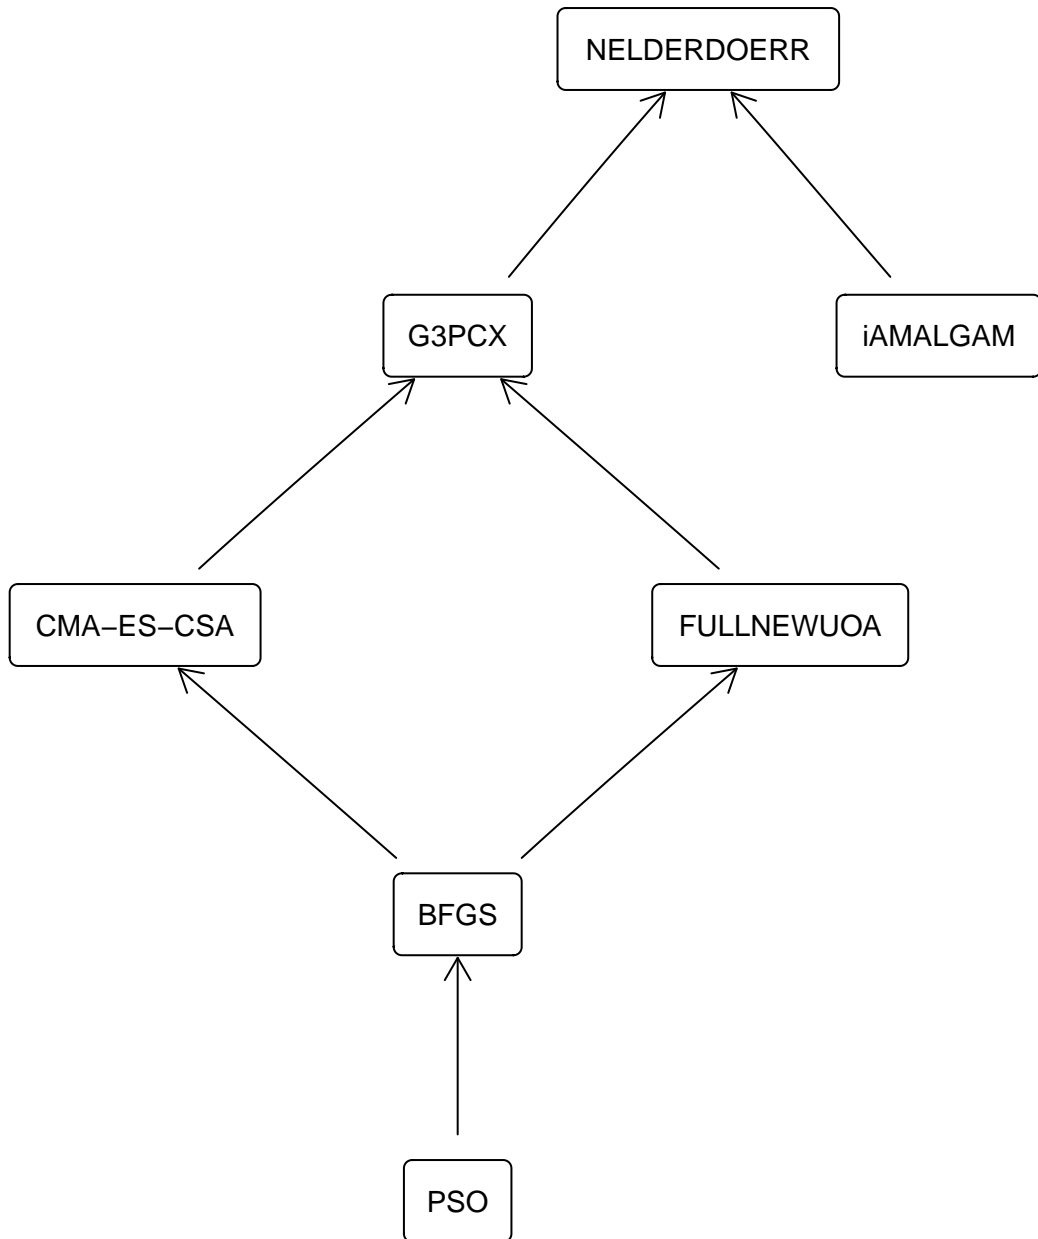 NELDERDOERR
G3PCX
iAMALGAM
CMA−ES−CSA
FULLNEWUOA
BFGS
PSO